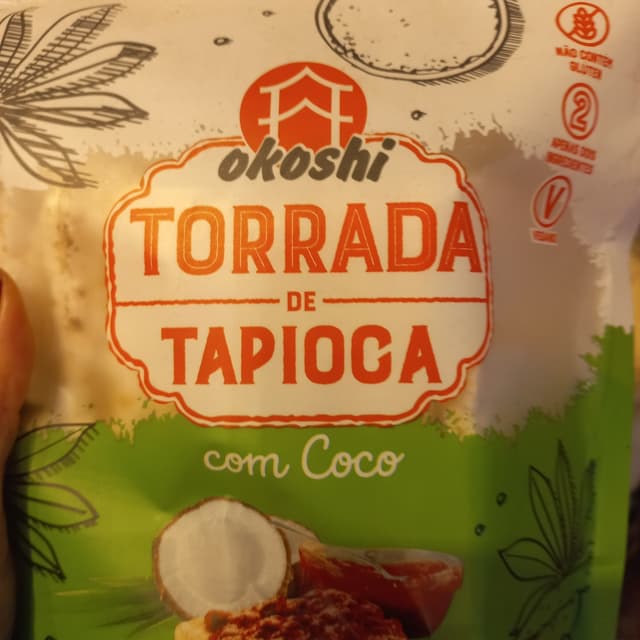 okoshi
TORRADA
DE
TAPIOCA
com Coco
NÃO CONTÉM
GLÚTEN
2
APENAS DOIS
INGREDIENTES
V
VEGANO